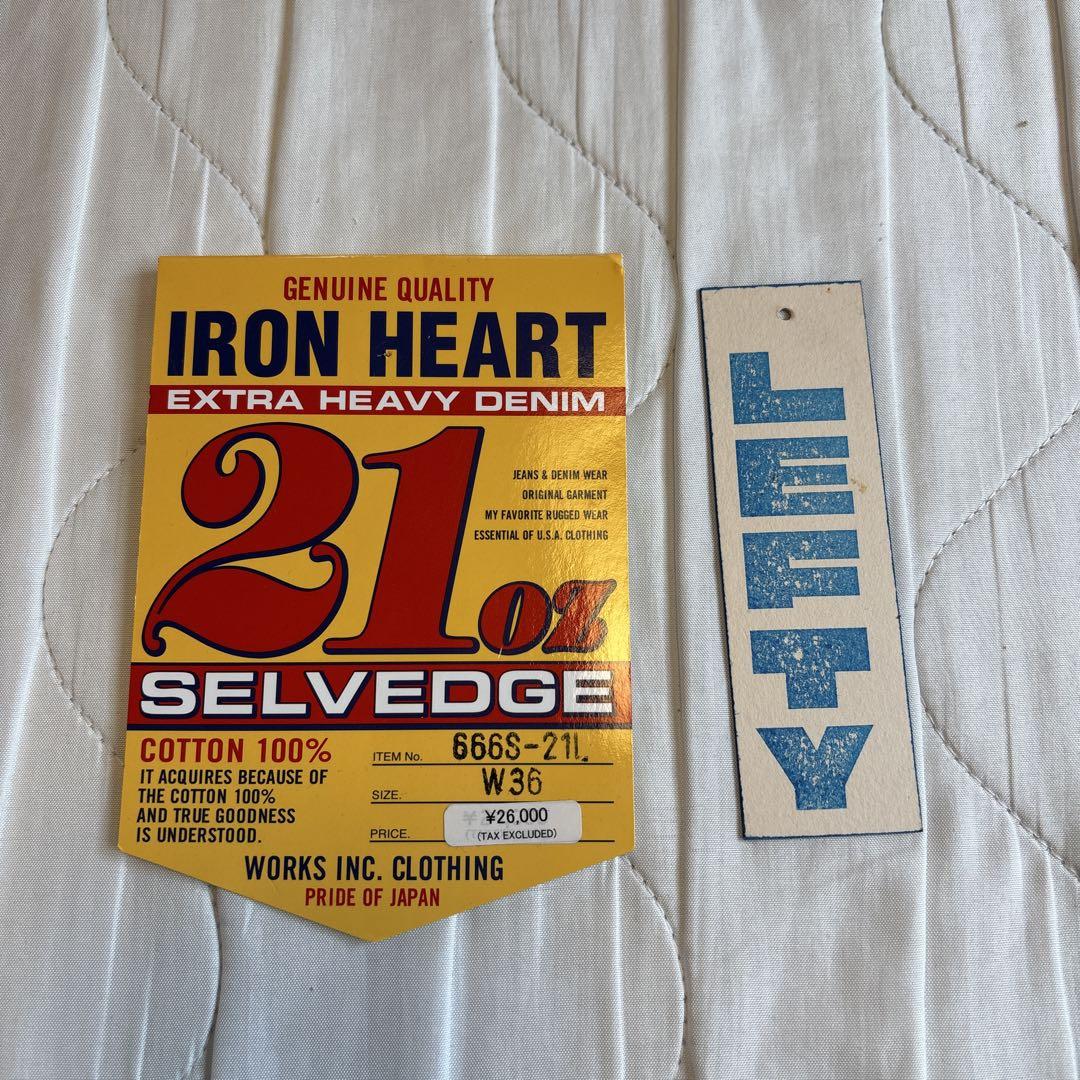 GENUINE QUALITY
IRON HEART
EXTRA HEAVY DENIM
21oz
JEANS & DENIM WEAR
ORIGINAL GARMENT
MY FAVORITE RUGGED WEAR
ESSENTIAL OF U.S.A. CLOTHING
SELVEDGE
COTTON 100%
IT ACQUIRES BECAUSE OF
THE COTTON 100%
AND TRUE GOODNESS
IS UNDERSTOOD.
ITEM No. 666S-21L
SIZE. W36
PRICE. ¥26,000
(TAX EXCLUDED)
WORKS INC. CLOTHING
PRIDE OF JAPAN
LEFTY